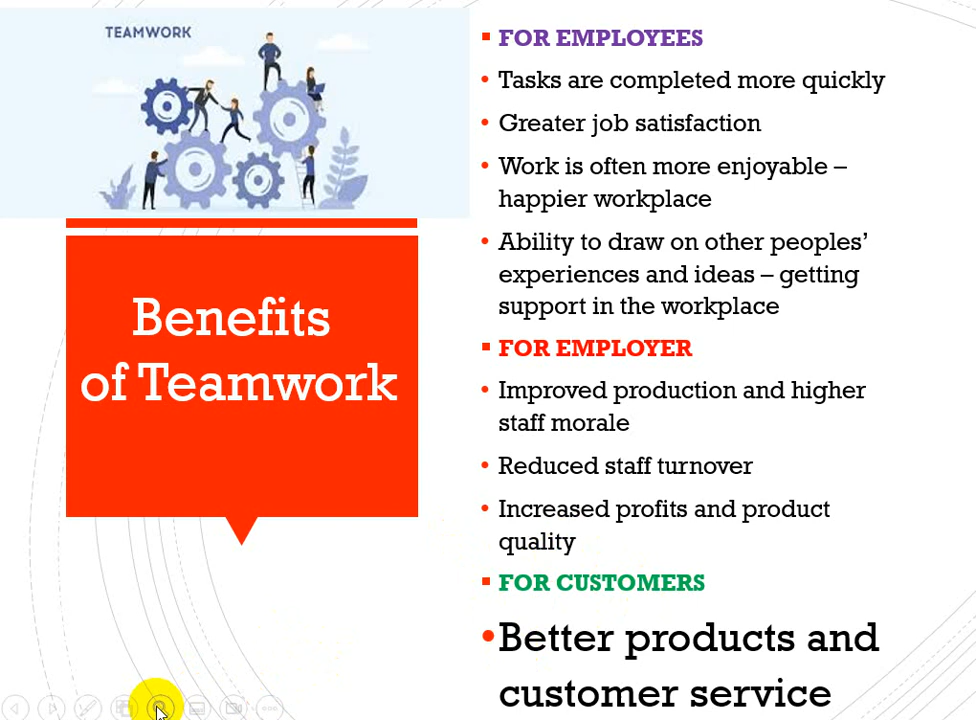 TEAMWORK
Benefits
of Teamwork
▪ FOR EMPLOYEES
• Tasks are completed more quickly
• Greater job satisfaction
• Work is often more enjoyable –
happier workplace
• Ability to draw on other peoples’
experiences and ideas – getting
support in the workplace
▪ FOR EMPLOYER
• Improved production and higher
staff morale
• Reduced staff turnover
• Increased profits and product
quality
▪ FOR CUSTOMERS
• Better products and
customer service